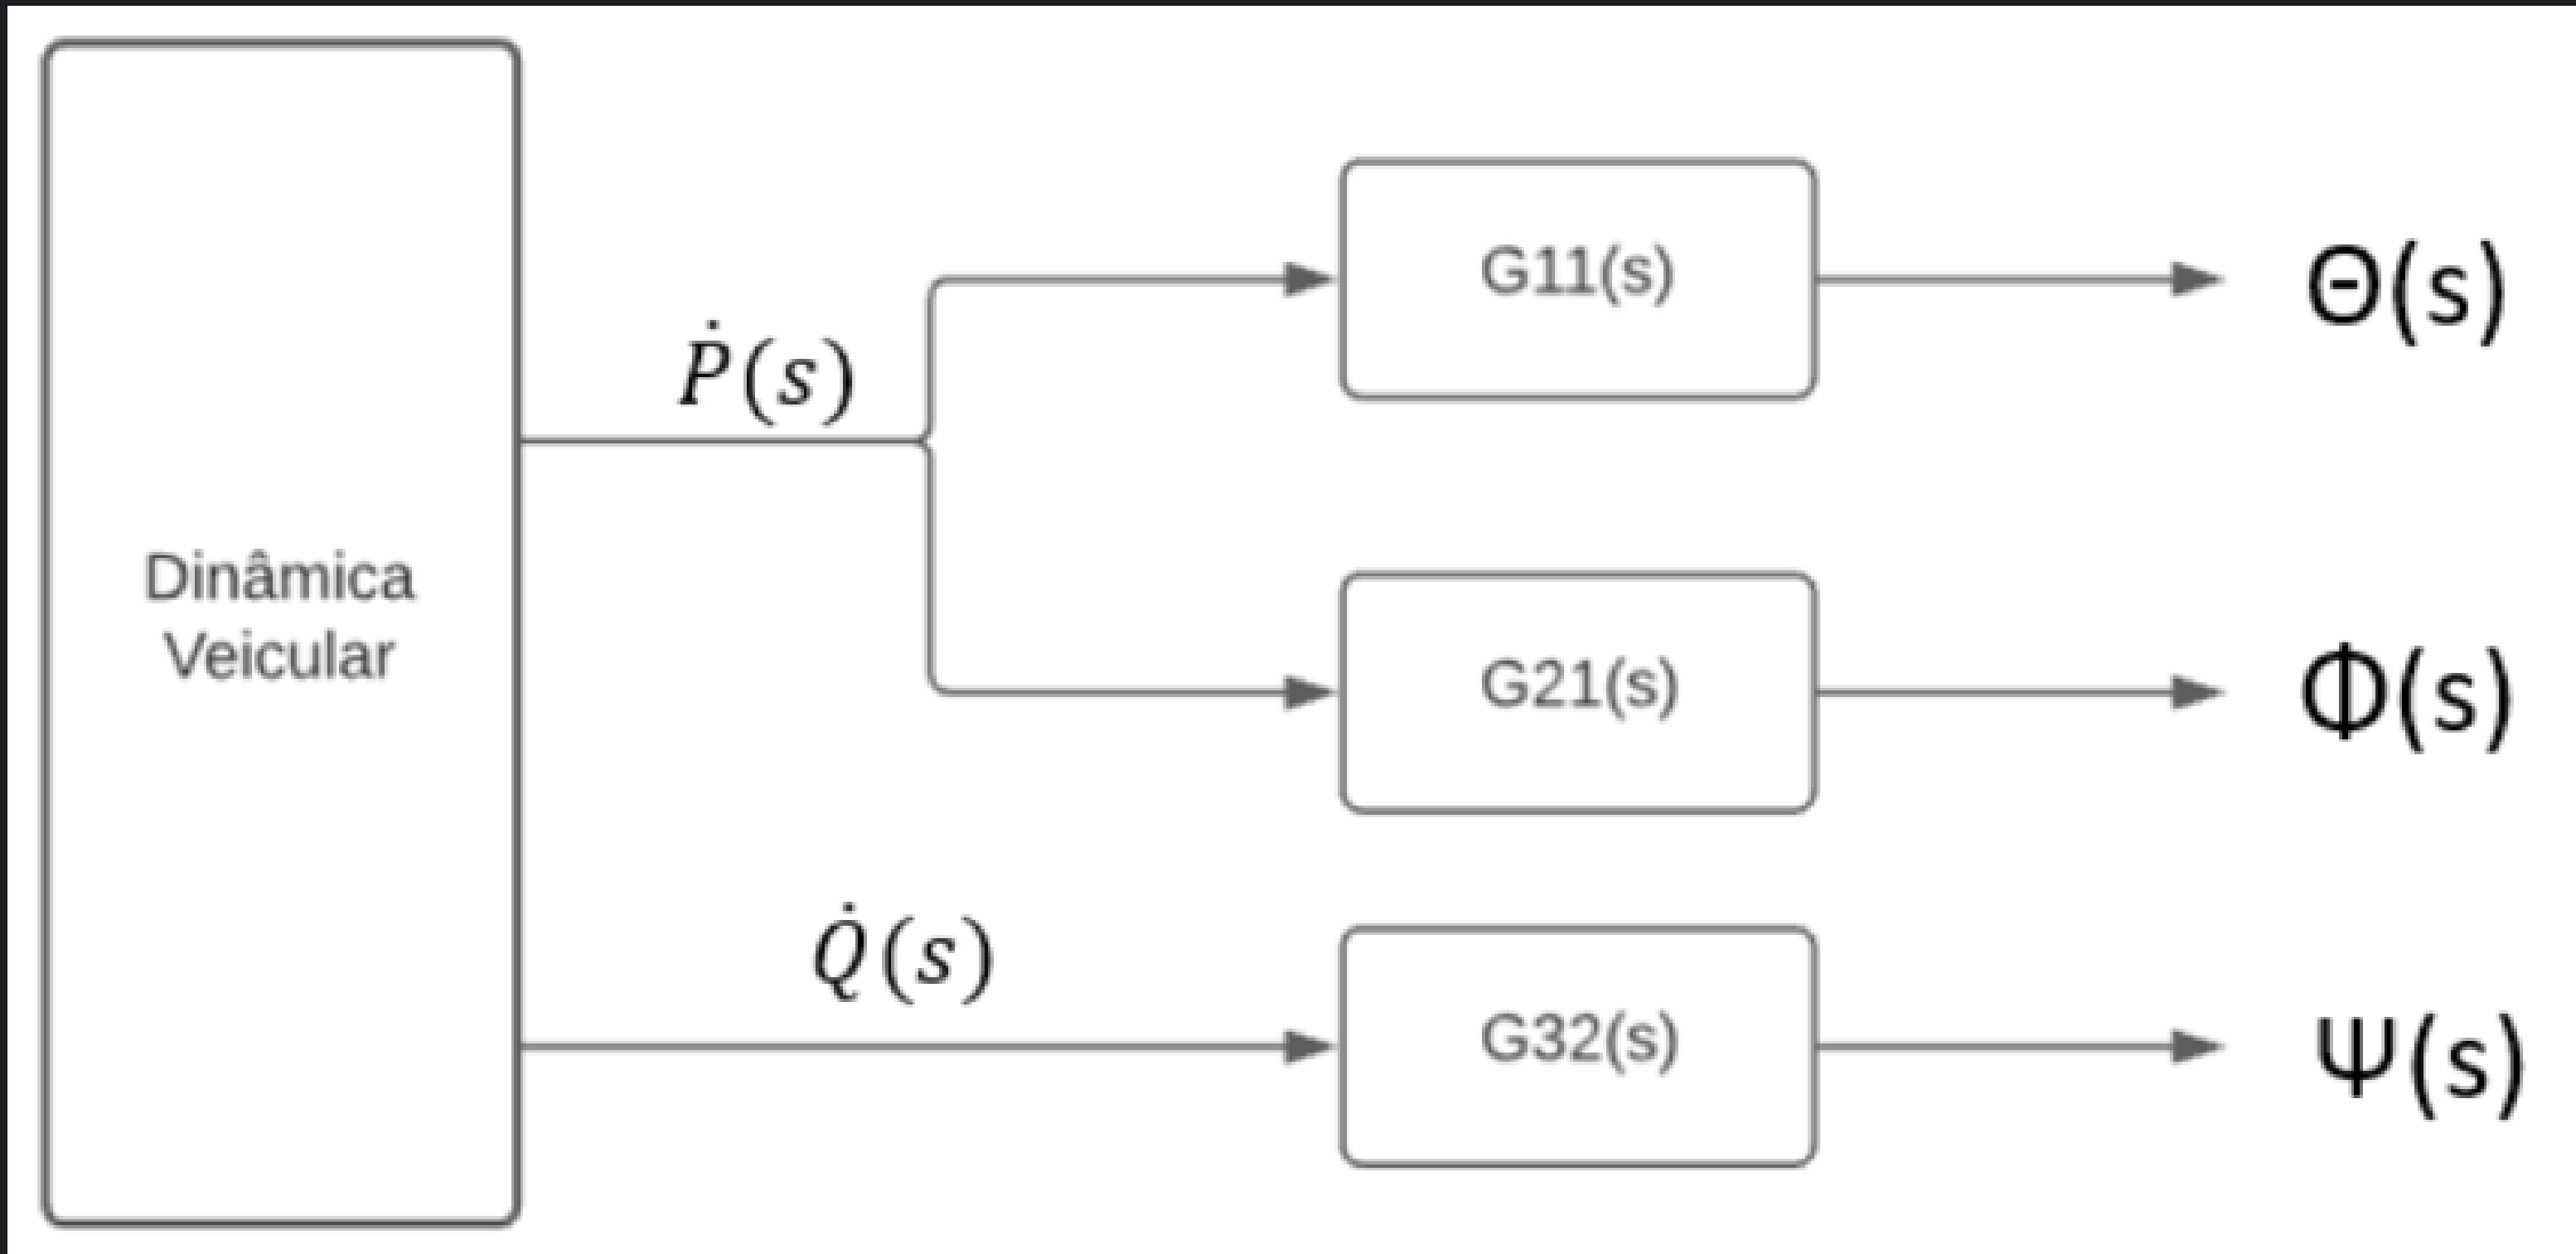 Dinâmica
Veicular
Ṗ(s)
G11(s)
Θ(s)
G21(s)
Φ(s)
Q̇(s)
G32(s)
Ψ(s)